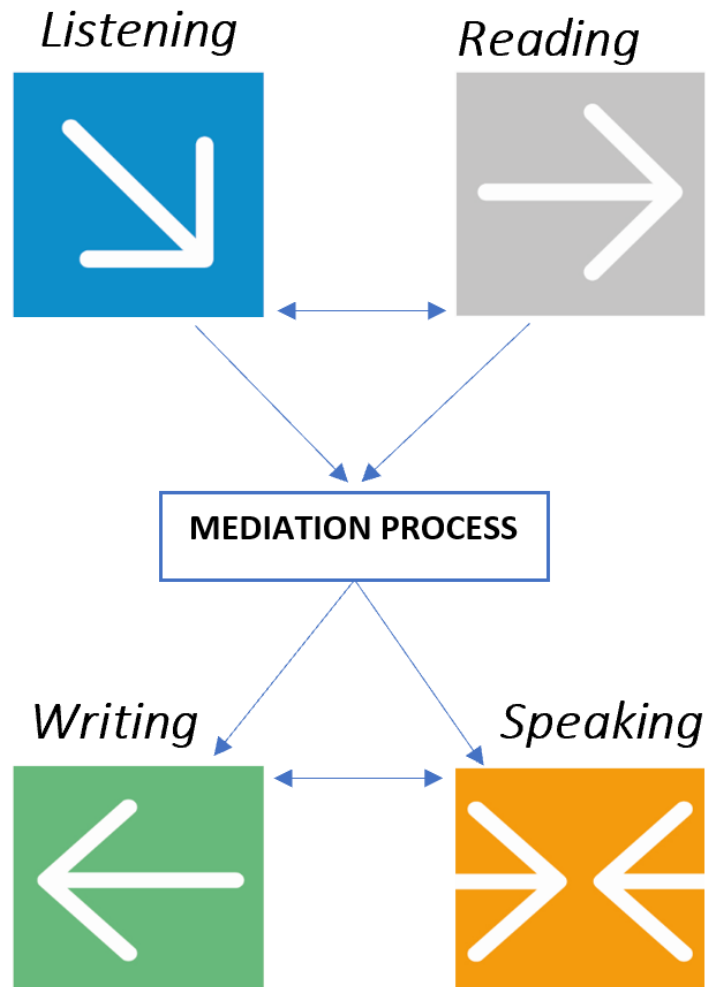 Listening
Reading
MEDIATION PROCESS
Writing
Speaking